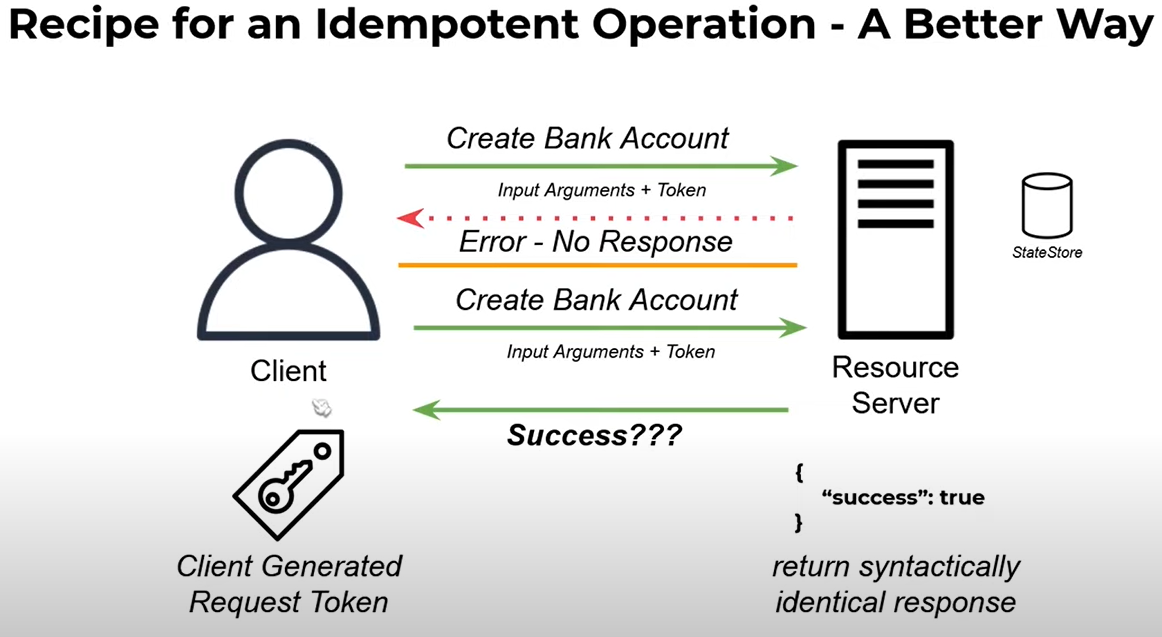 Recipe for an Idempotent Operation - A Better Way
Create Bank Account
Input Arguments + Token
Error - No Response
Create Bank Account
Input Arguments + Token
Success???
Client
Resource
Server
StateStore
Client Generated
Request Token
{
“success”: true
}
return syntactically
identical response